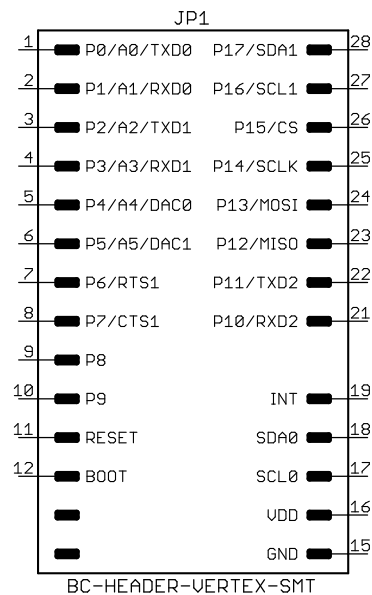 JP1
1 P0/A0/TXD0 P17/SDA1 28
2 P1/A1/RXD0 P16/SCL1 27
3 P2/A2/TXD1 P15/CS 26
4 P3/A3/RXD1 P14/SCLK 25
5 P4/A4/DAC0 P13/MOSI 24
6 P5/A5/DAC1 P12/MISO 23
7 P6/RTS1 P11/TXD2 22
8 P7/CTS1 P10/RXD2 21
9 P8
10 P9 INT 19
11 RESET SDA0 18
12 BOOT SCL0 17
VDD 16
GND 15
BC-HEADER-VERTEX-SMT